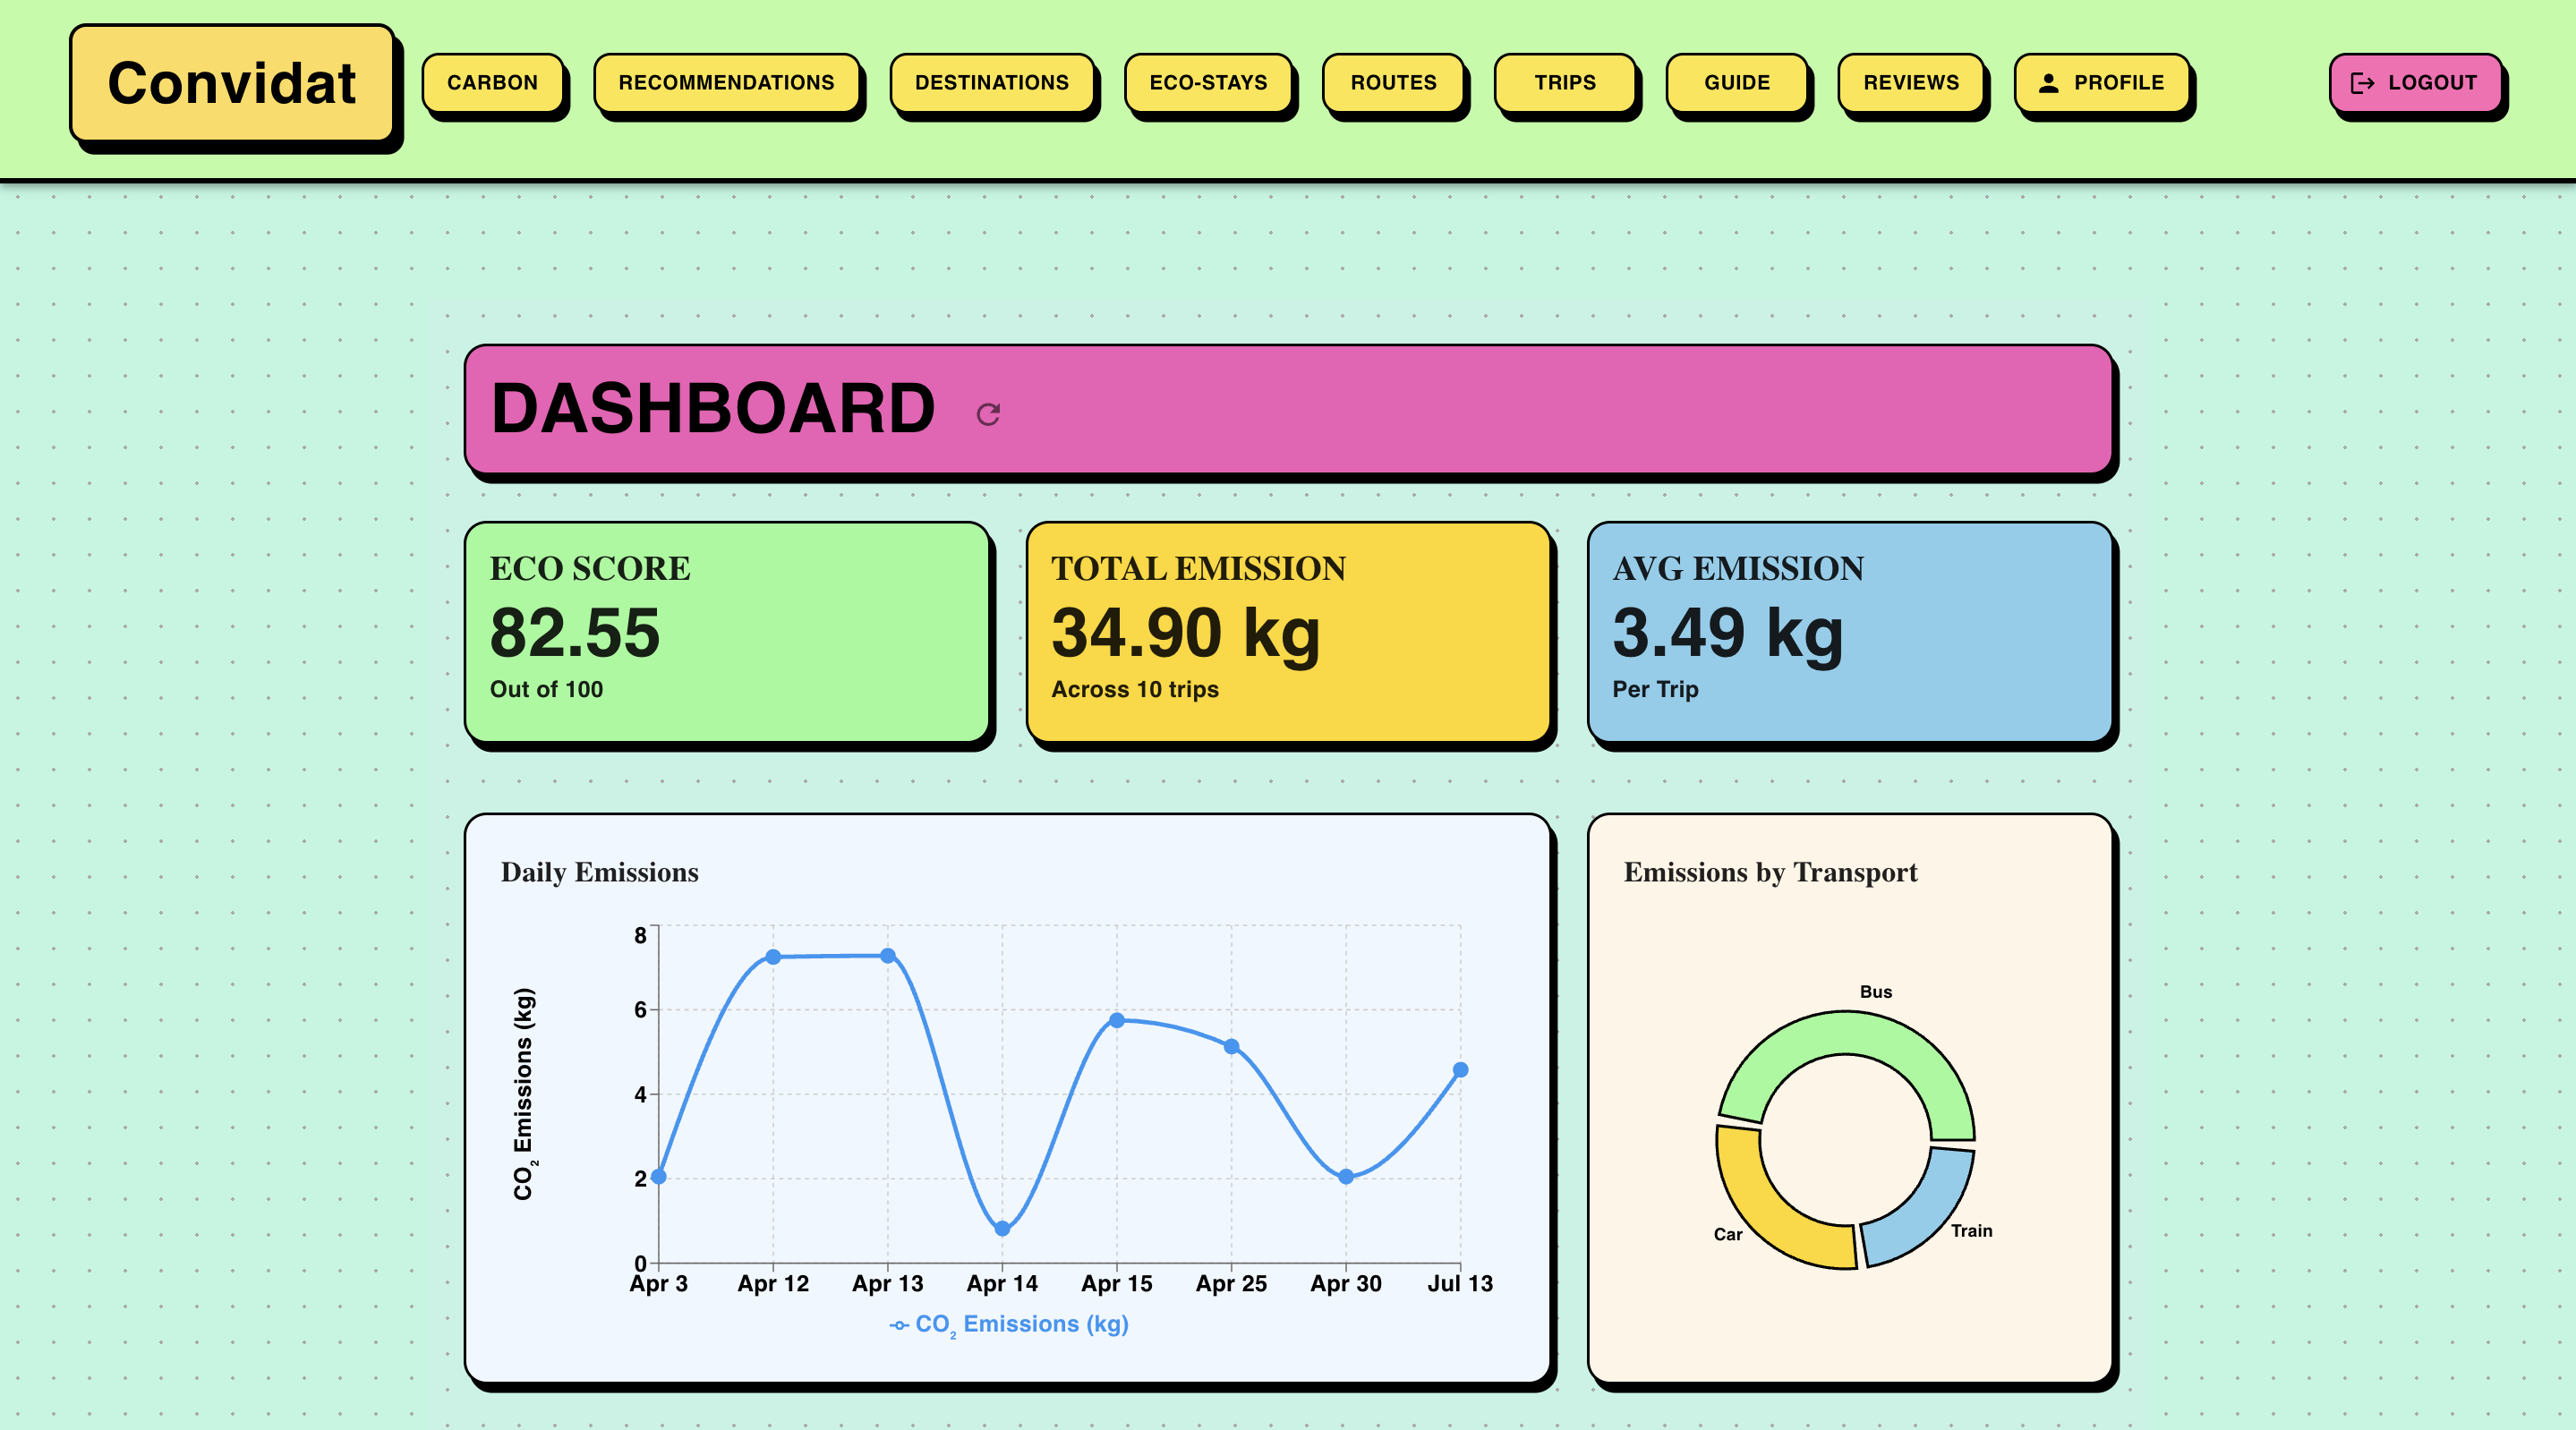 Convidat
CARBON
RECOMMENDATIONS
DESTINATIONS
ECO-STAYS
ROUTES
TRIPS
GUIDE
REVIEWS
PROFILE
LOGOUT
DASHBOARD
ECO SCORE
82.55
Out of 100
TOTAL EMISSION
34.90 kg
Across 10 trips
AVG EMISSION
3.49 kg
Per Trip
Daily Emissions
8
6
4
2
0
CO₂ Emissions (kg)
Apr 3
Apr 12
Apr 13
Apr 14
Apr 15
Apr 25
Apr 30
Jul 13
CO₂ Emissions (kg)
Emissions by Transport
Bus
Car
Train